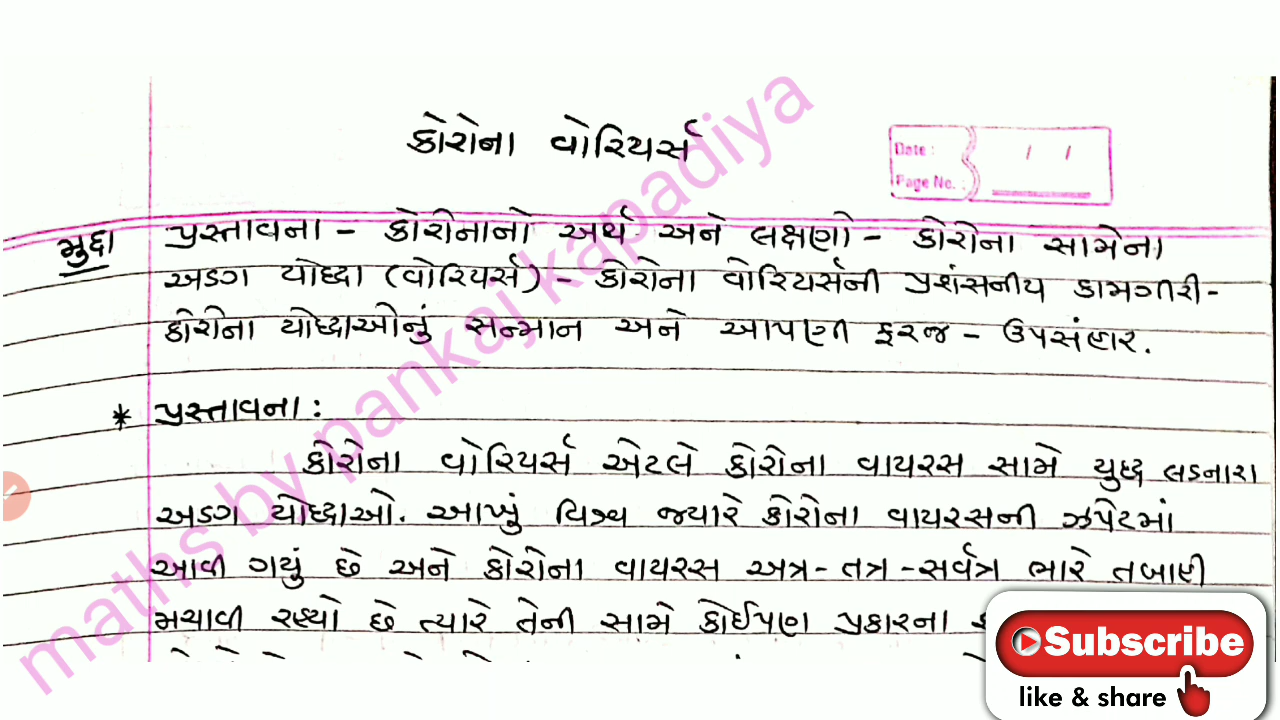 કોરોના વોરિયર્સ
Date : / /
Page No. :
મુદ્દા પ્રસ્તાવના - કોરોનાનો અર્થ અને લક્ષણો - કોરોના સામેના
અડગ યોદ્ધા (વોરિયર્સ) - કોરોના વોરિયર્સની પ્રશંસનીય કામગીરી -
કોરોના યોદ્ધાઓનું સન્માન અને આપણી ફરજ - ઉપસંહાર.
* પ્રસ્તાવના :
કોરોના વોરિયર્સ એટલે કોરોના વાયરસ સામે યુદ્ધ લડનારા
અડગ યોદ્ધાઓ. આખું વિશ્વ જ્યારે કોરોના વાયરસની ઝપેટમાં
આવી ગયું છે અને કોરોના વાયરસ અત્ર-તત્ર-સર્વત્ર ભારે તબાહી
મચાવી રહ્યો છે ત્યારે તેની સામે કોઈપણ પ્રકારના
maths by pankaj kapadiya
Subscribe
like & share